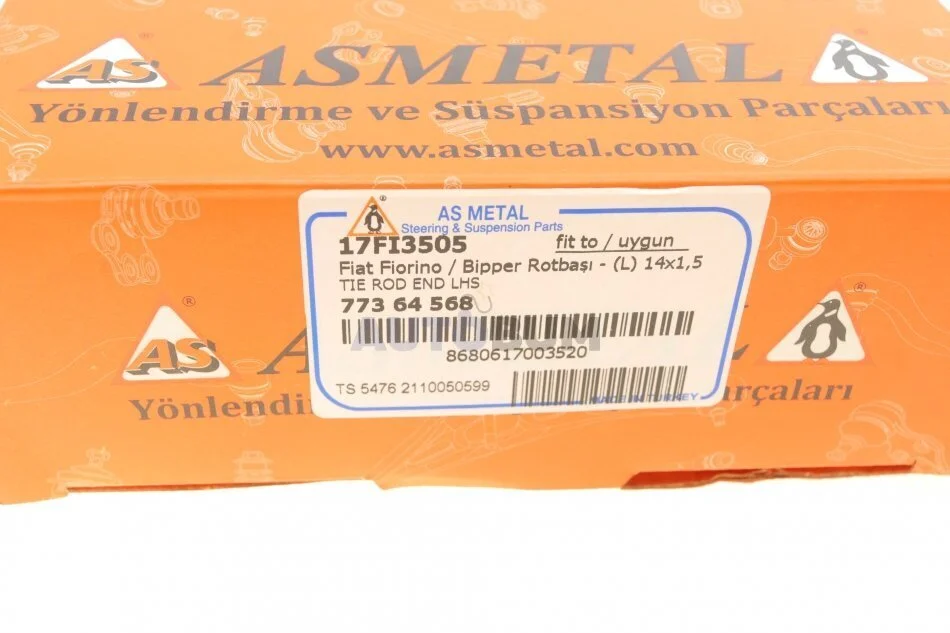 AS ASMETAL
Yönlendirme ve Süspansiyon Parçaları
www.asmetal.com
AS METAL
Steering & Suspension Parts
17FI3505 fit to / uygun
Fiat Fiorino / Bipper Rotbaşı - (L) 14x1,5
TIE ROD END LHS
773 64 568
AUTOBUM
8680617003520
TS 5476 2110050599
MADE IN TURKEY
AS A
Yönlendi rçaları